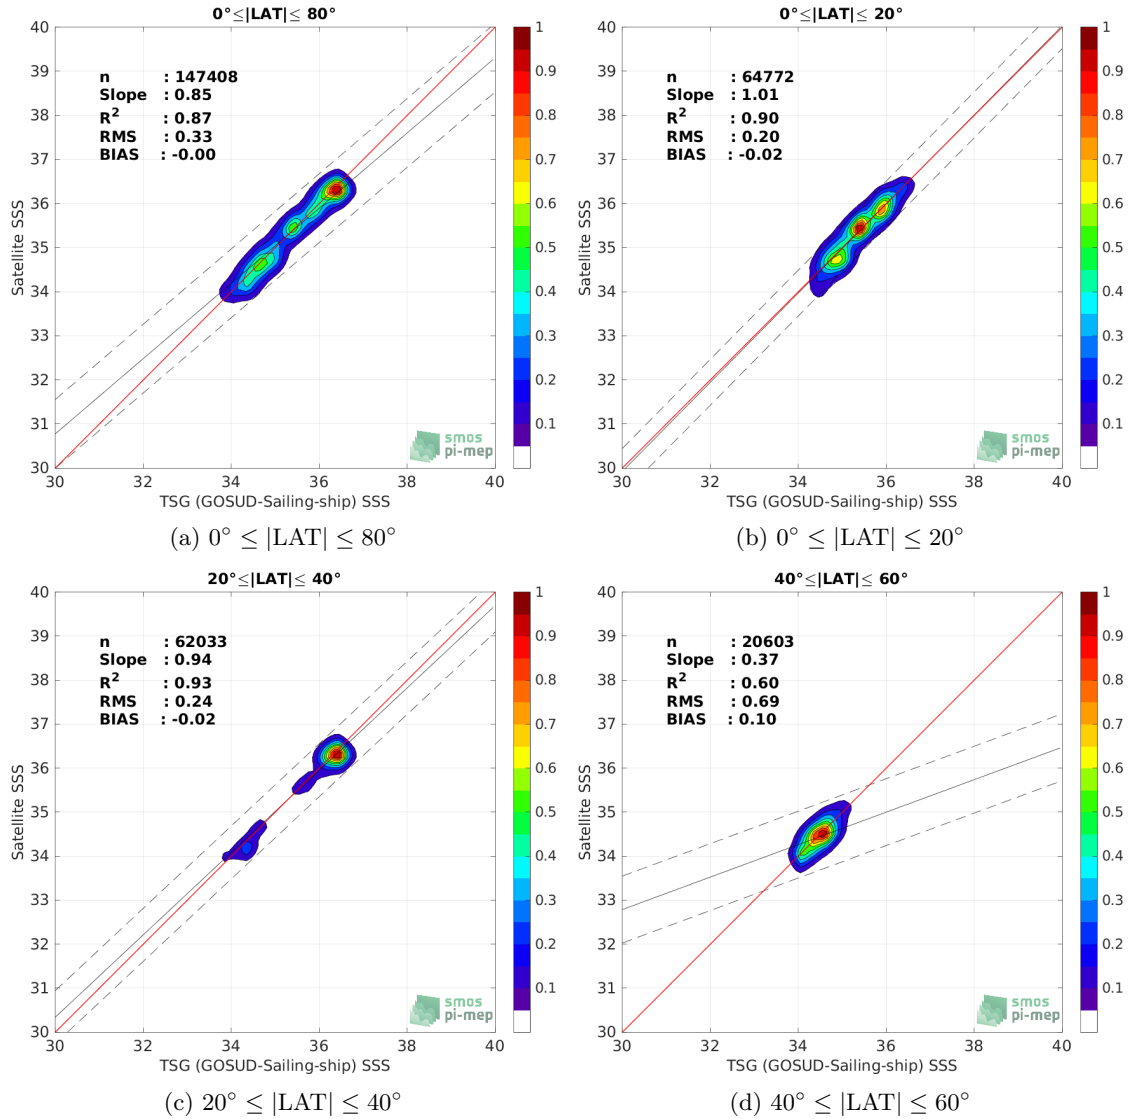 0°≤|LAT|≤ 80°
40
39
38
37
36
35
34
33
32
31
30
30
32
34
36
38
40
Satellite SSS
TSG (GOSUD-Sailing-ship) SSS
n : 147408
Slope : 0.85
R² : 0.87
RMS : 0.33
BIAS : -0.00
smos
pi-mep
1
0.9
0.8
0.7
0.6
0.5
0.4
0.3
0.2
0.1
(a) 0° ≤ |LAT| ≤ 80°
0°≤|LAT|≤ 20°
40
39
38
37
36
35
34
33
32
31
30
30
32
34
36
38
40
Satellite SSS
TSG (GOSUD-Sailing-ship) SSS
n : 64772
Slope : 1.01
R² : 0.90
RMS : 0.20
BIAS : -0.02
smos
pi-mep
1
0.9
0.8
0.7
0.6
0.5
0.4
0.3
0.2
0.1
(b) 0° ≤ |LAT| ≤ 20°
20°≤|LAT|≤ 40°
40
39
38
37
36
35
34
33
32
31
30
30
32
34
36
38
40
Satellite SSS
TSG (GOSUD-Sailing-ship) SSS
n : 62033
Slope : 0.94
R² : 0.93
RMS : 0.24
BIAS : -0.02
smos
pi-mep
1
0.9
0.8
0.7
0.6
0.5
0.4
0.3
0.2
0.1
(c) 20° ≤ |LAT| ≤ 40°
40°≤|LAT|≤ 60°
40
39
38
37
36
35
34
33
32
31
30
30
32
34
36
38
40
Satellite SSS
TSG (GOSUD-Sailing-ship) SSS
n : 20603
Slope : 0.37
R² : 0.60
RMS : 0.69
BIAS : 0.10
smos
pi-mep
1
0.9
0.8
0.7
0.6
0.5
0.4
0.3
0.2
0.1
(d) 40° ≤ |LAT| ≤ 60°